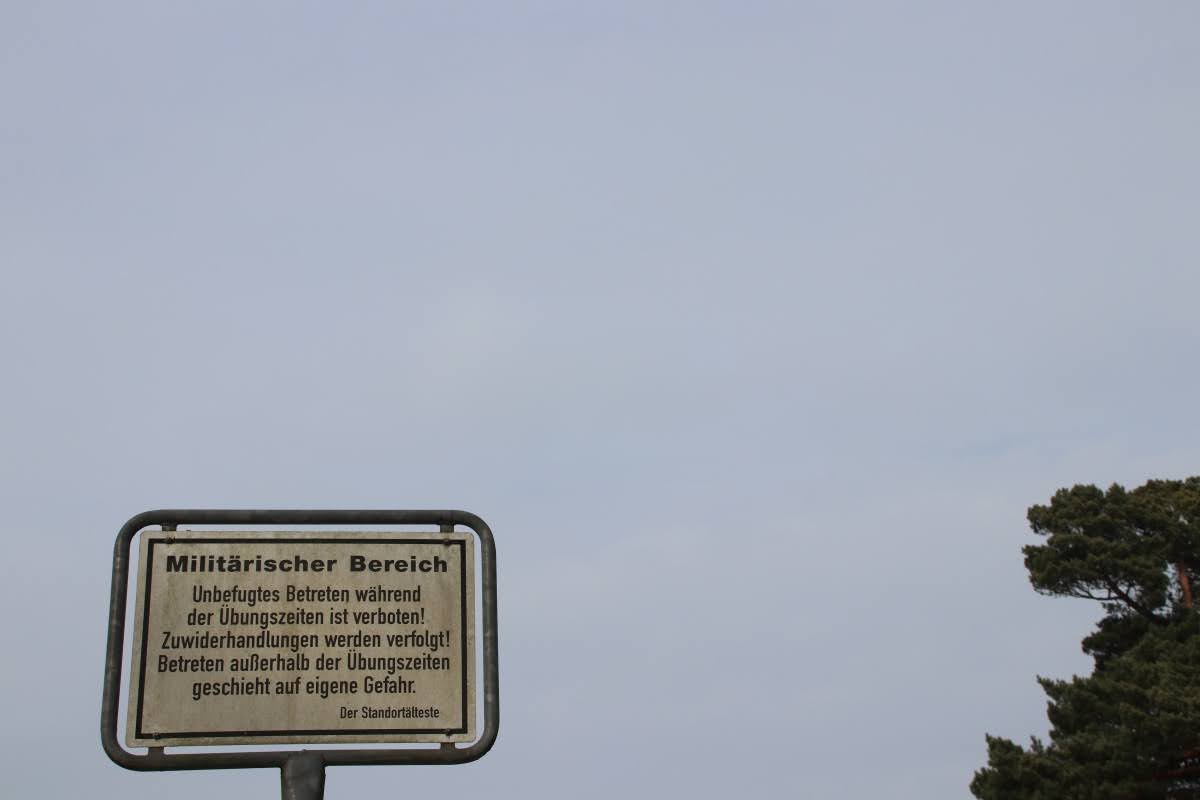 Militärischer Bereich
Unbefugtes Betreten während
der Übungszeiten ist verboten!
Zuwiderhandlungen werden verfolgt!
Betreten außerhalb der Übungszeiten
geschieht auf eigene Gefahr.
Der Standortälteste